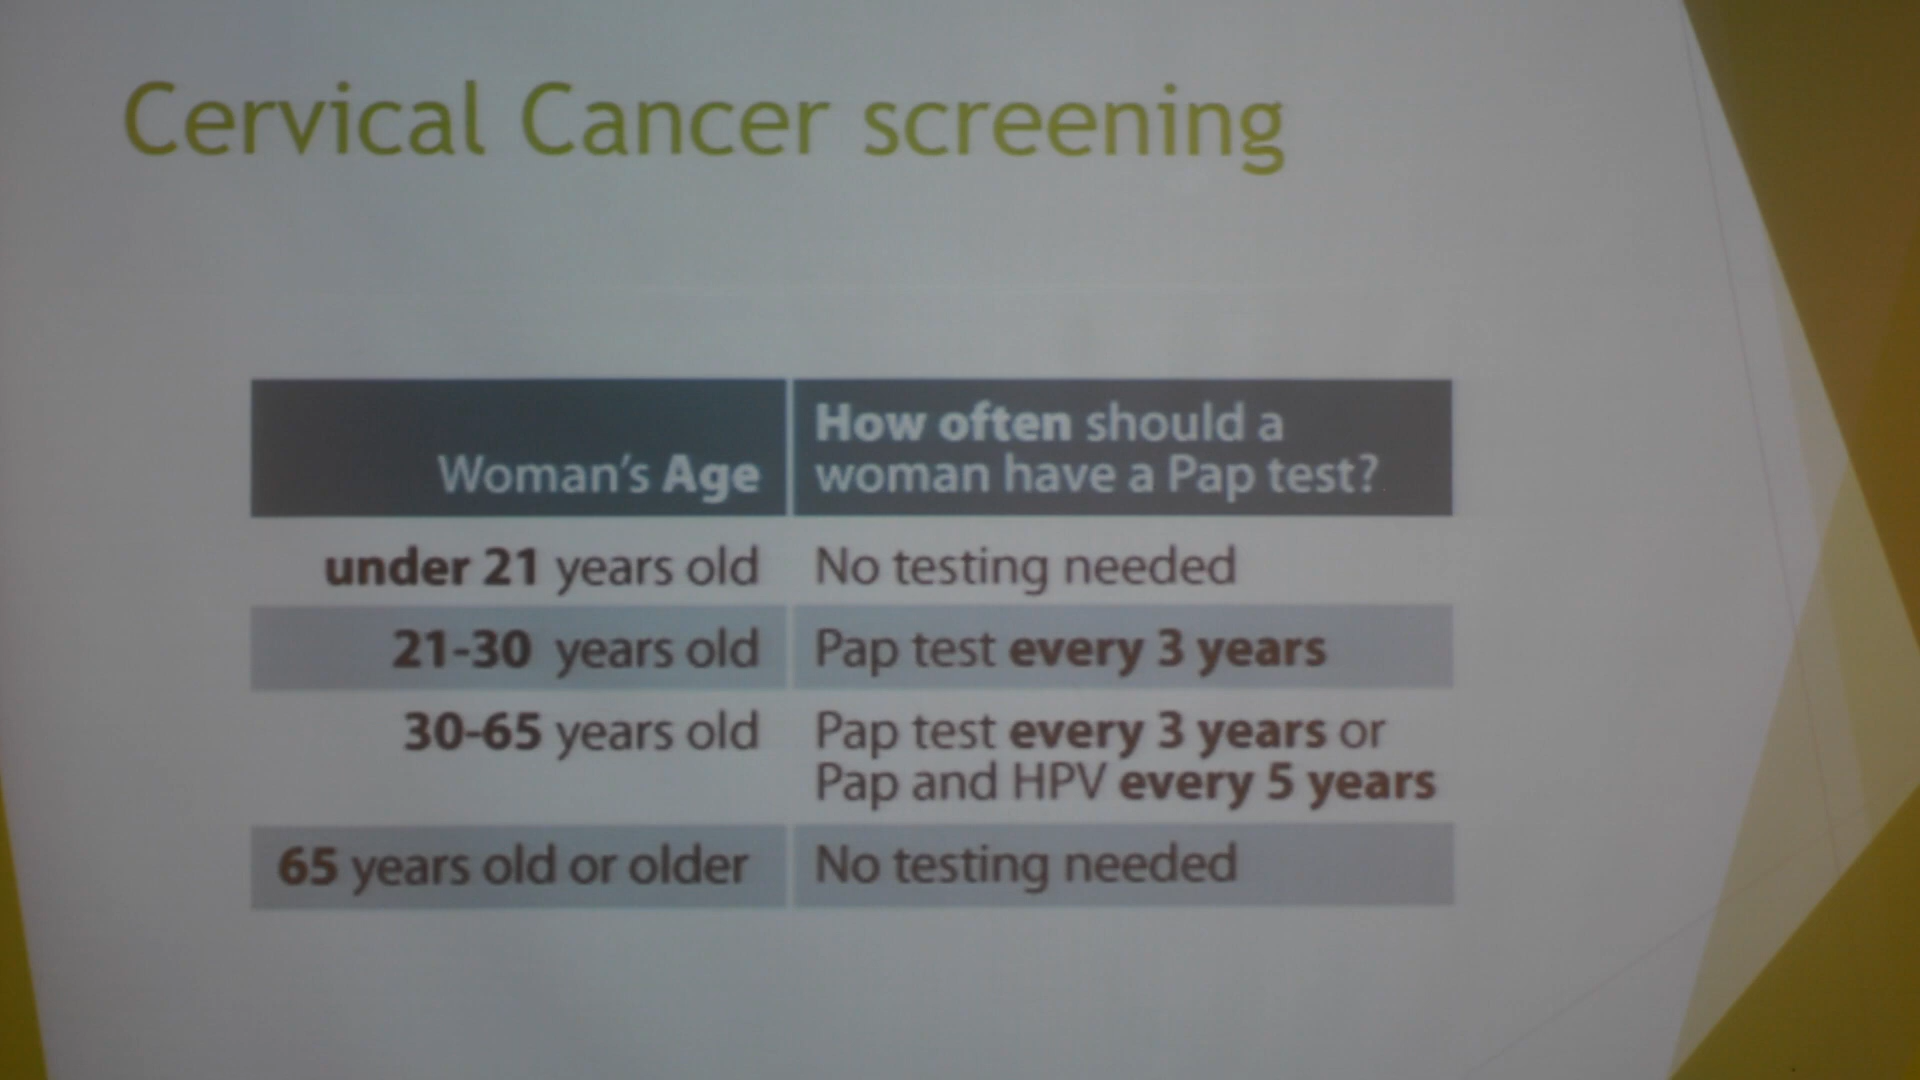 Cervical Cancer screening
Woman's Age
How often should a
woman have a Pap test?
under 21 years old No testing needed
21-30 years old Pap test every 3 years
30-65 years old Pap test every 3 years or
Pap and HPV every 5 years
65 years old or older No testing needed